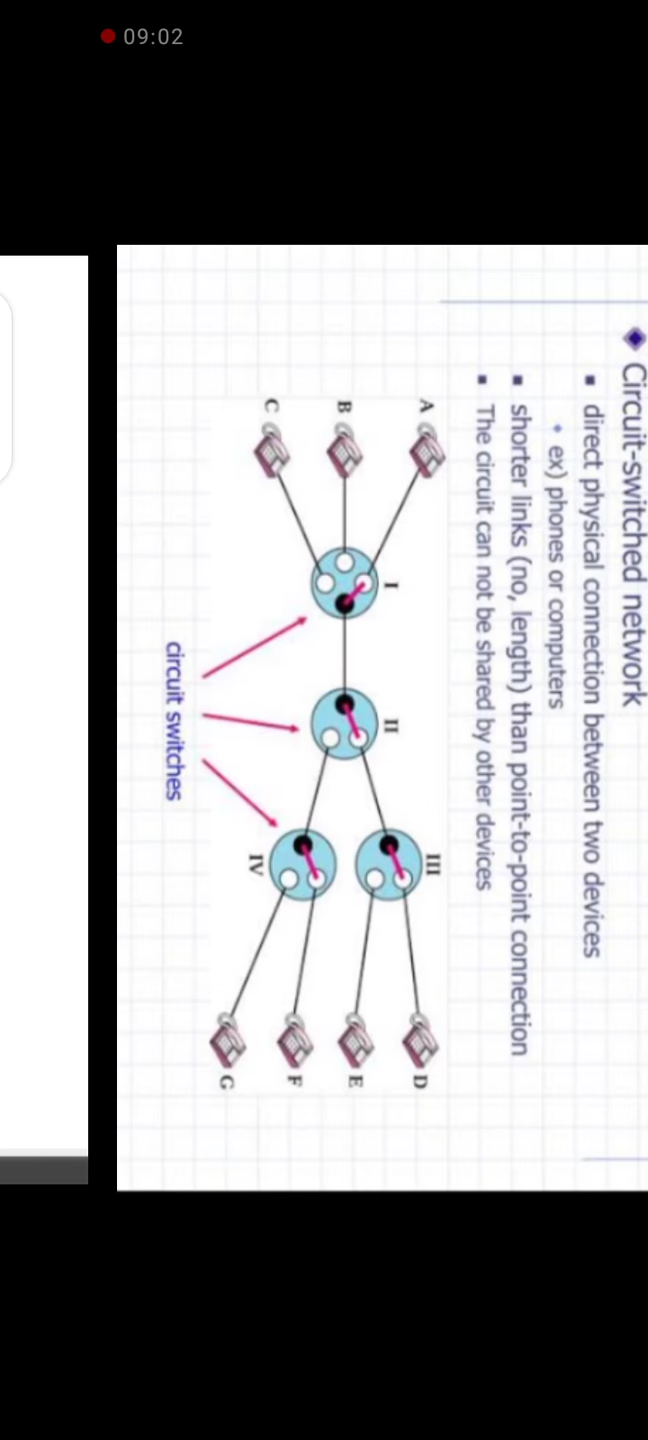 09:02
Circuit-switched network
direct physical connection between two devices
ex) phones or computers
shorter links (no, length) than point-to-point connection
The circuit can not be shared by other devices
A
B
C
I
II
III
IV
D
E
F
G
circuit switches